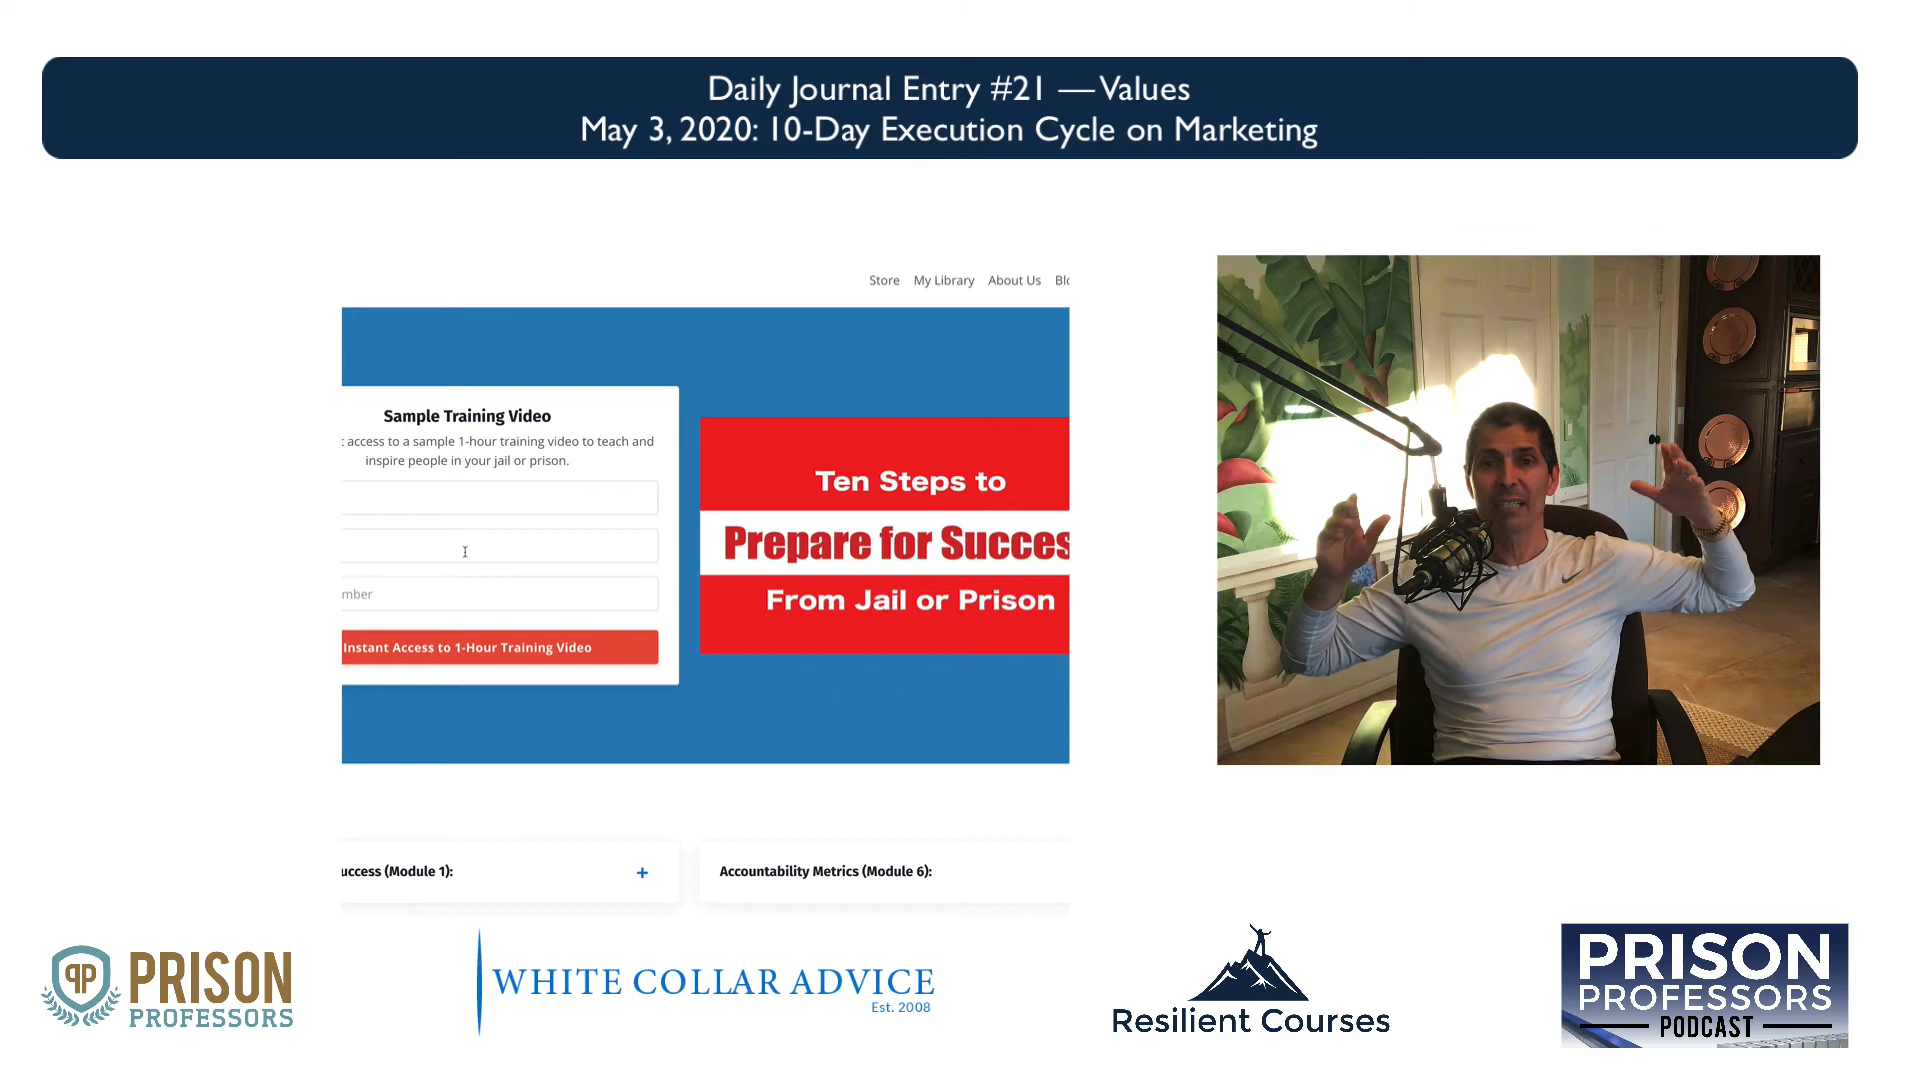 Daily Journal Entry #21 — Values
May 3, 2020: 10-Day Execution Cycle on Marketing
Store My Library About Us
Sample Training Video
access to a sample 1-hour training video to teach and
inspire people in your jail or prison.
Instant Access to 1-Hour Training Video
Ten Steps to
Prepare for Succes
From Jail or Prison
(Module 1):
Accountability Metrics (Module 6):
PP PRISON
PROFESSORS
WHITE COLLAR ADVICE
Est. 2008
Resilient Courses
PRISON
PROFESSORS
PODCAST